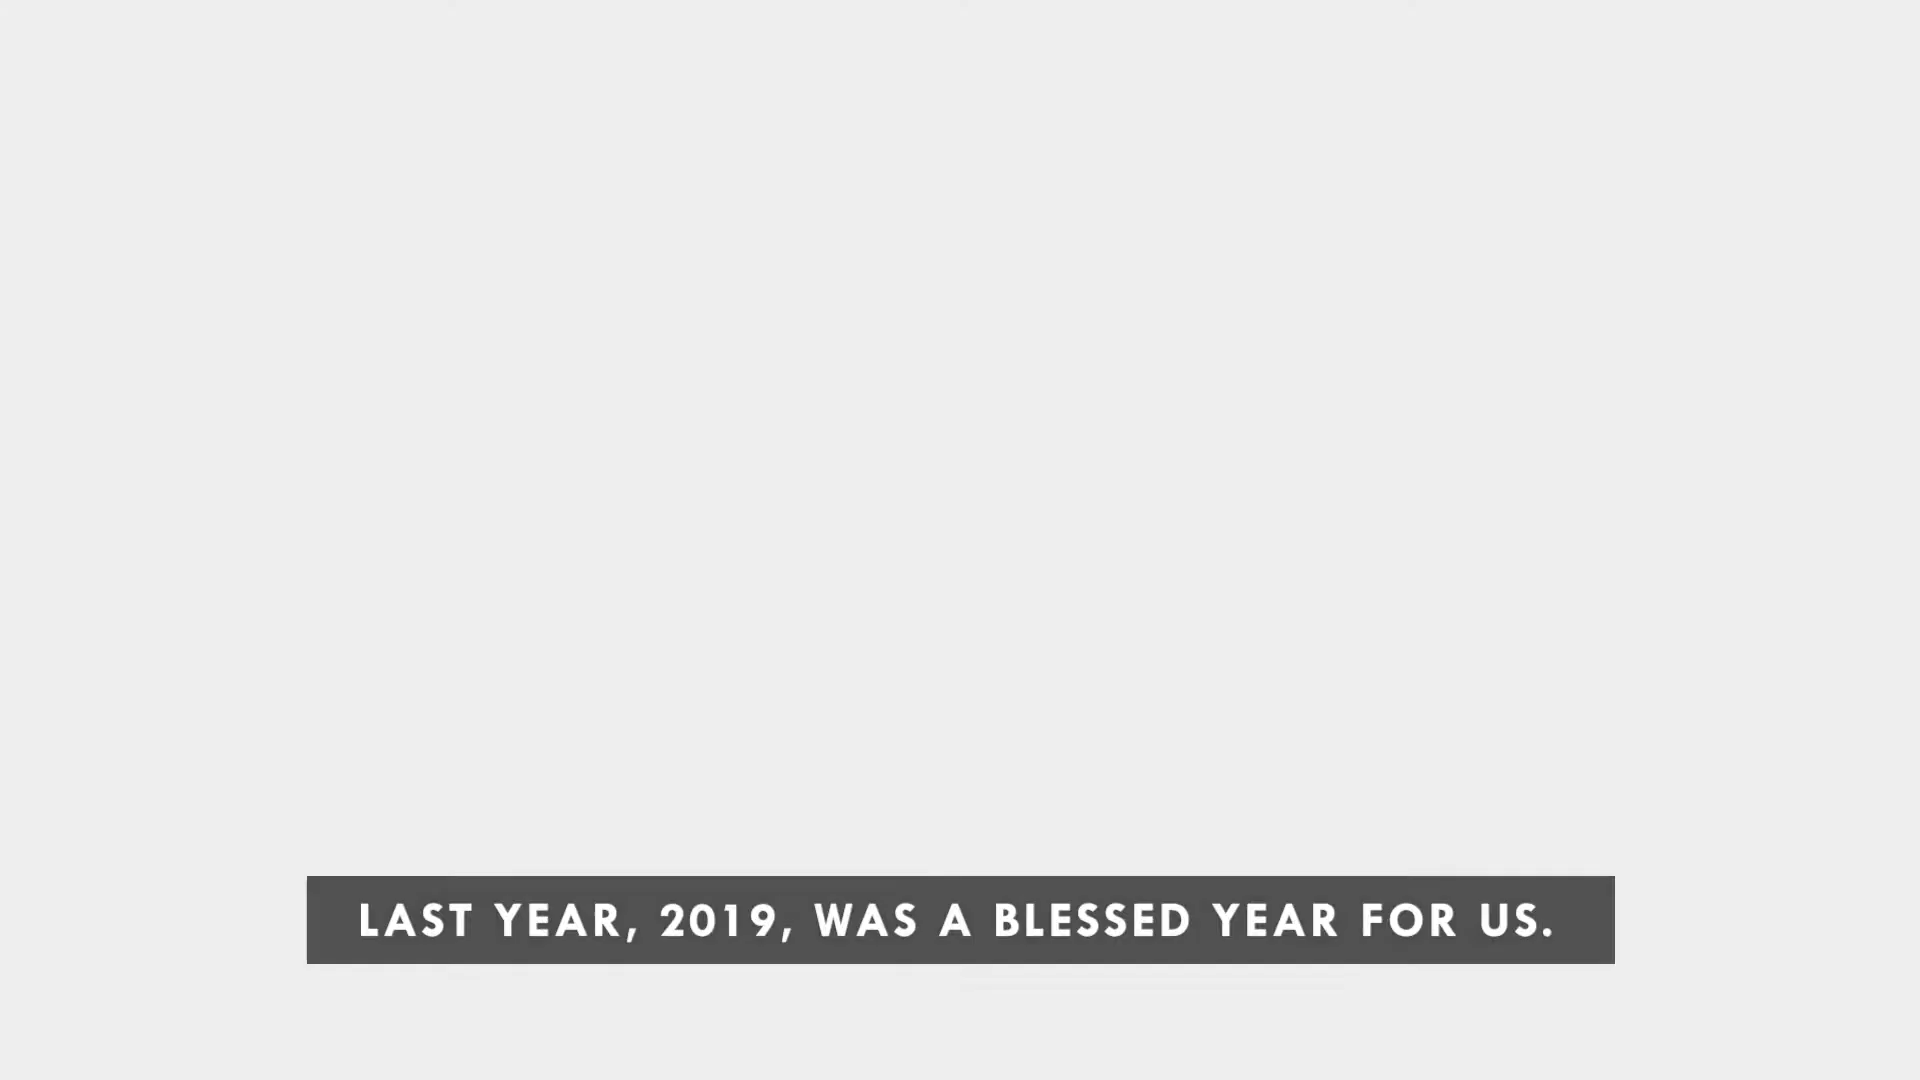 LAST YEAR, 2019, WAS A BLESSED YEAR FOR US.